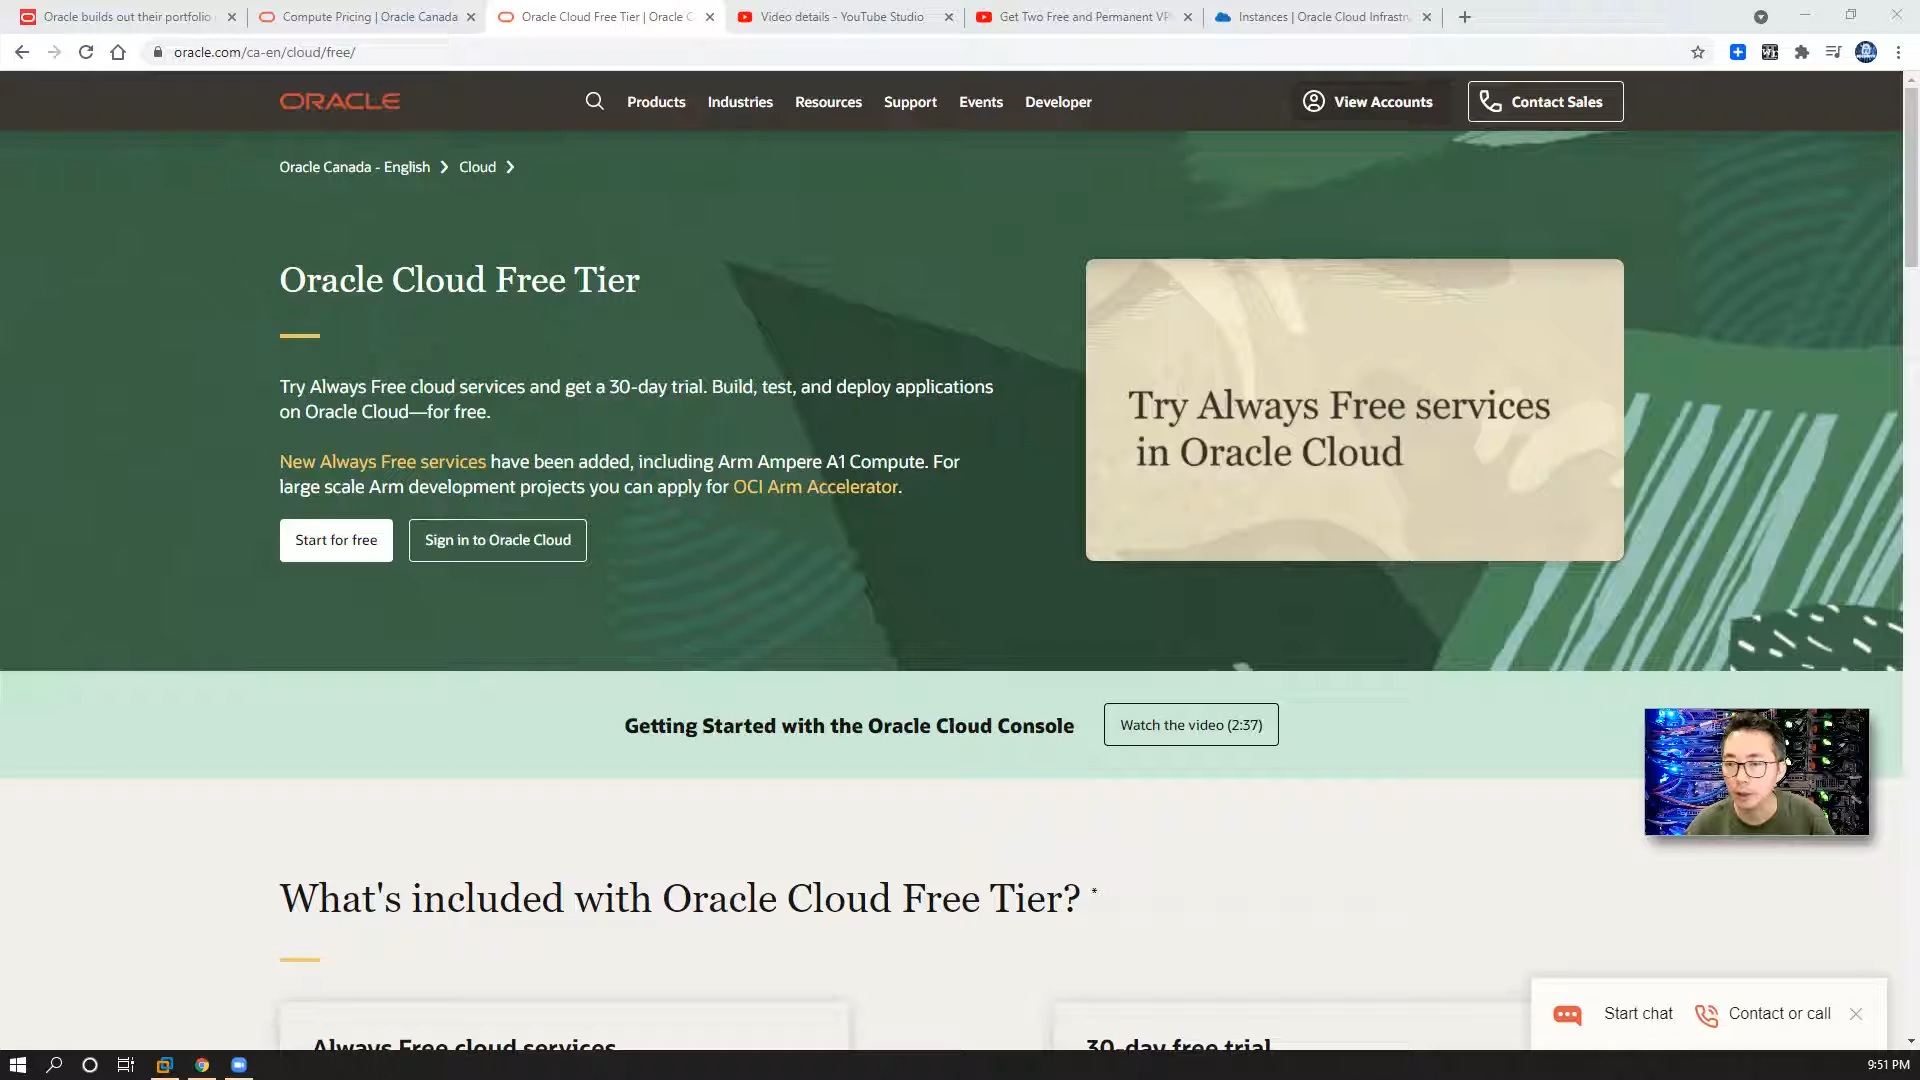 Oracle builds out their portfolio
Compute Pricing | Oracle Canada
Oracle Cloud Free Tier | Oracle C
Video details - YouTube Studio
Get Two Free and Permanent VP
Instances | Oracle Cloud Infrastru
oracle.com/ca-en/cloud/free/
ORACLE
Products
Industries
Resources
Support
Events
Developer
View Accounts
Contact Sales
Oracle Canada - English
Cloud
Oracle Cloud Free Tier
Try Always Free cloud services and get a 30-day trial. Build, test, and deploy applications
on Oracle Cloud—for free.
New Always Free services have been added, including Arm Ampere A1 Compute. For
large scale Arm development projects you can apply for OCI Arm Accelerator.
Start for free
Sign in to Oracle Cloud
Try Always Free services
in Oracle Cloud
Getting Started with the Oracle Cloud Console
Watch the video (2:37)
What's included with Oracle Cloud Free Tier? *
Always Free cloud services
30-day free trial
Start chat
Contact or call
9:51 PM